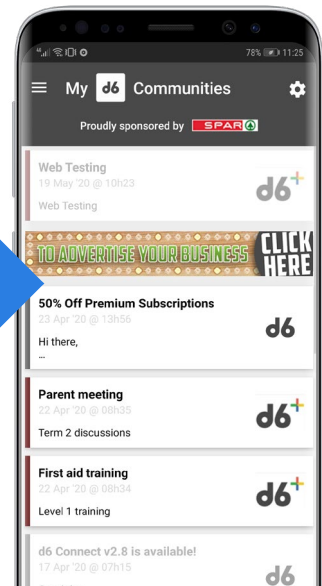 4G 78% 11:25
My d6 Communities
Proudly sponsored by SPAR
Web Testing
19 May '20 @ 10h23
Web Testing
d6+
TO ADVERTISE YOUR BUSINESS CLICK HERE
50% Off Premium Subscriptions
23 Apr '20 @ 13h56
Hi there,
...
d6
Parent meeting
22 Apr '20 @ 08h35
Term 2 discussions
d6+
First aid training
22 Apr '20 @ 08h34
Level 1 training
d6+
d6 Connect v2.8 is available!
17 Apr '20 @ 07h15
d6